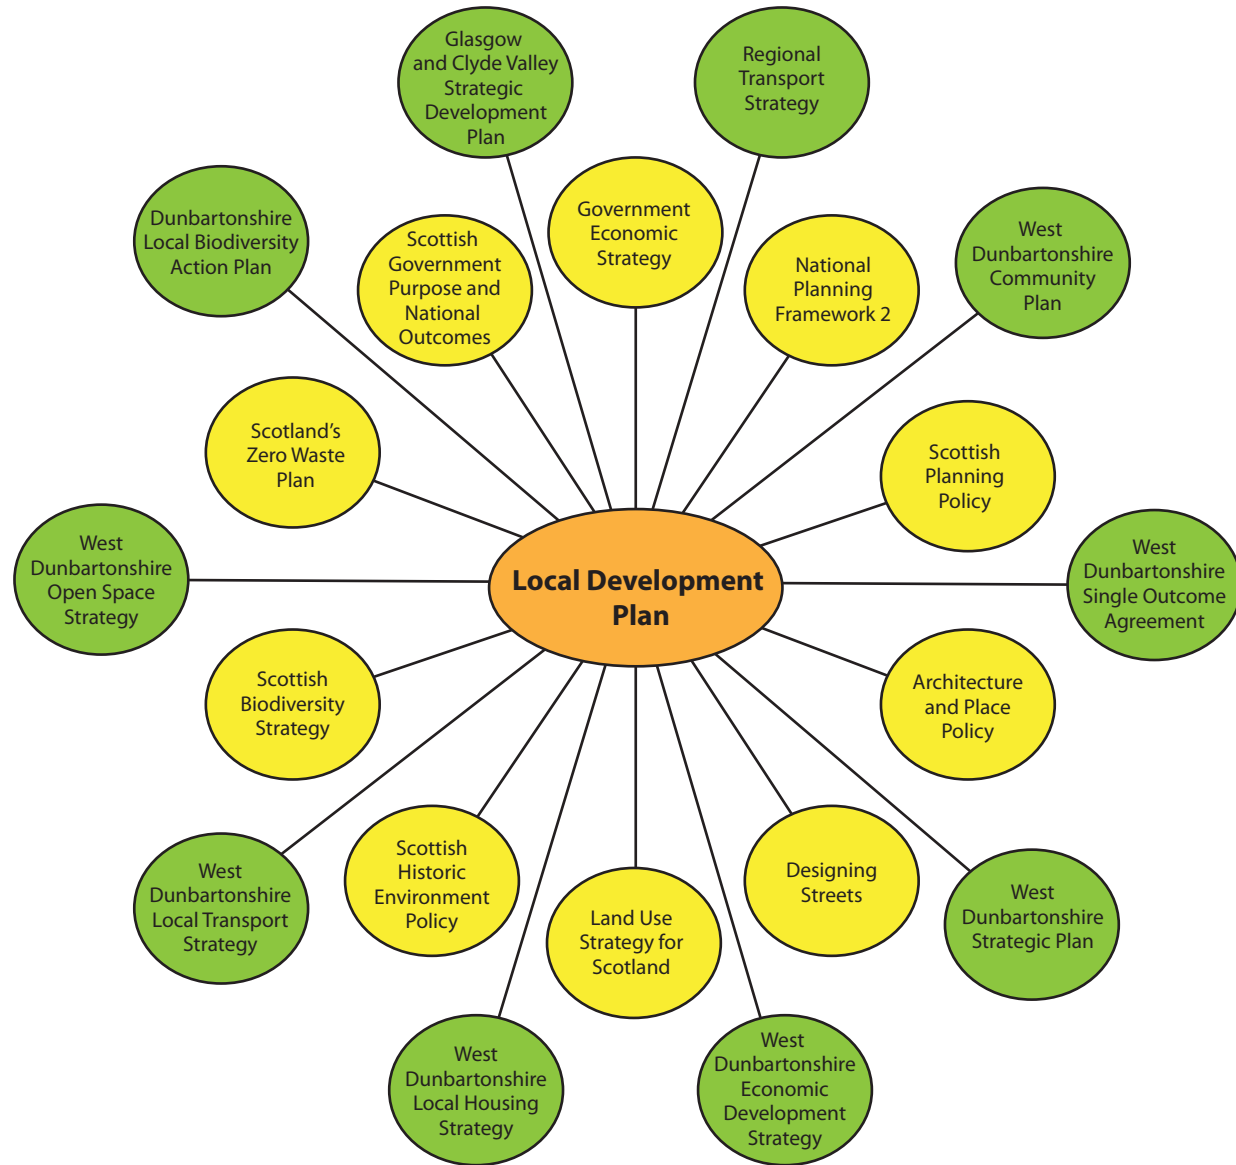 Glasgow
and Clyde Valley
Strategic
Development
Plan
Regional
Transport
Strategy
Government
Economic
Strategy
Dunbartonshire
Local Biodiversity
Action Plan
Scottish
Government
Purpose and
National
Outcomes
National
Planning
Framework 2
West
Dunbartonshire
Community
Plan
Scotland's
Zero Waste
Plan
Scottish
Planning
Policy
West
Dunbartonshire
Open Space
Strategy
Local Development
Plan
West
Dunbartonshire
Single Outcome
Agreement
Scottish
Biodiversity
Strategy
Architecture
and Place
Policy
West
Dunbartonshire
Local Transport
Strategy
Scottish
Historic
Environment
Policy
Land Use
Strategy for
Scotland
Designing
Streets
West
Dunbartonshire
Strategic Plan
West
Dunbartonshire
Local Housing
Strategy
West
Dunbartonshire
Economic
Development
Strategy